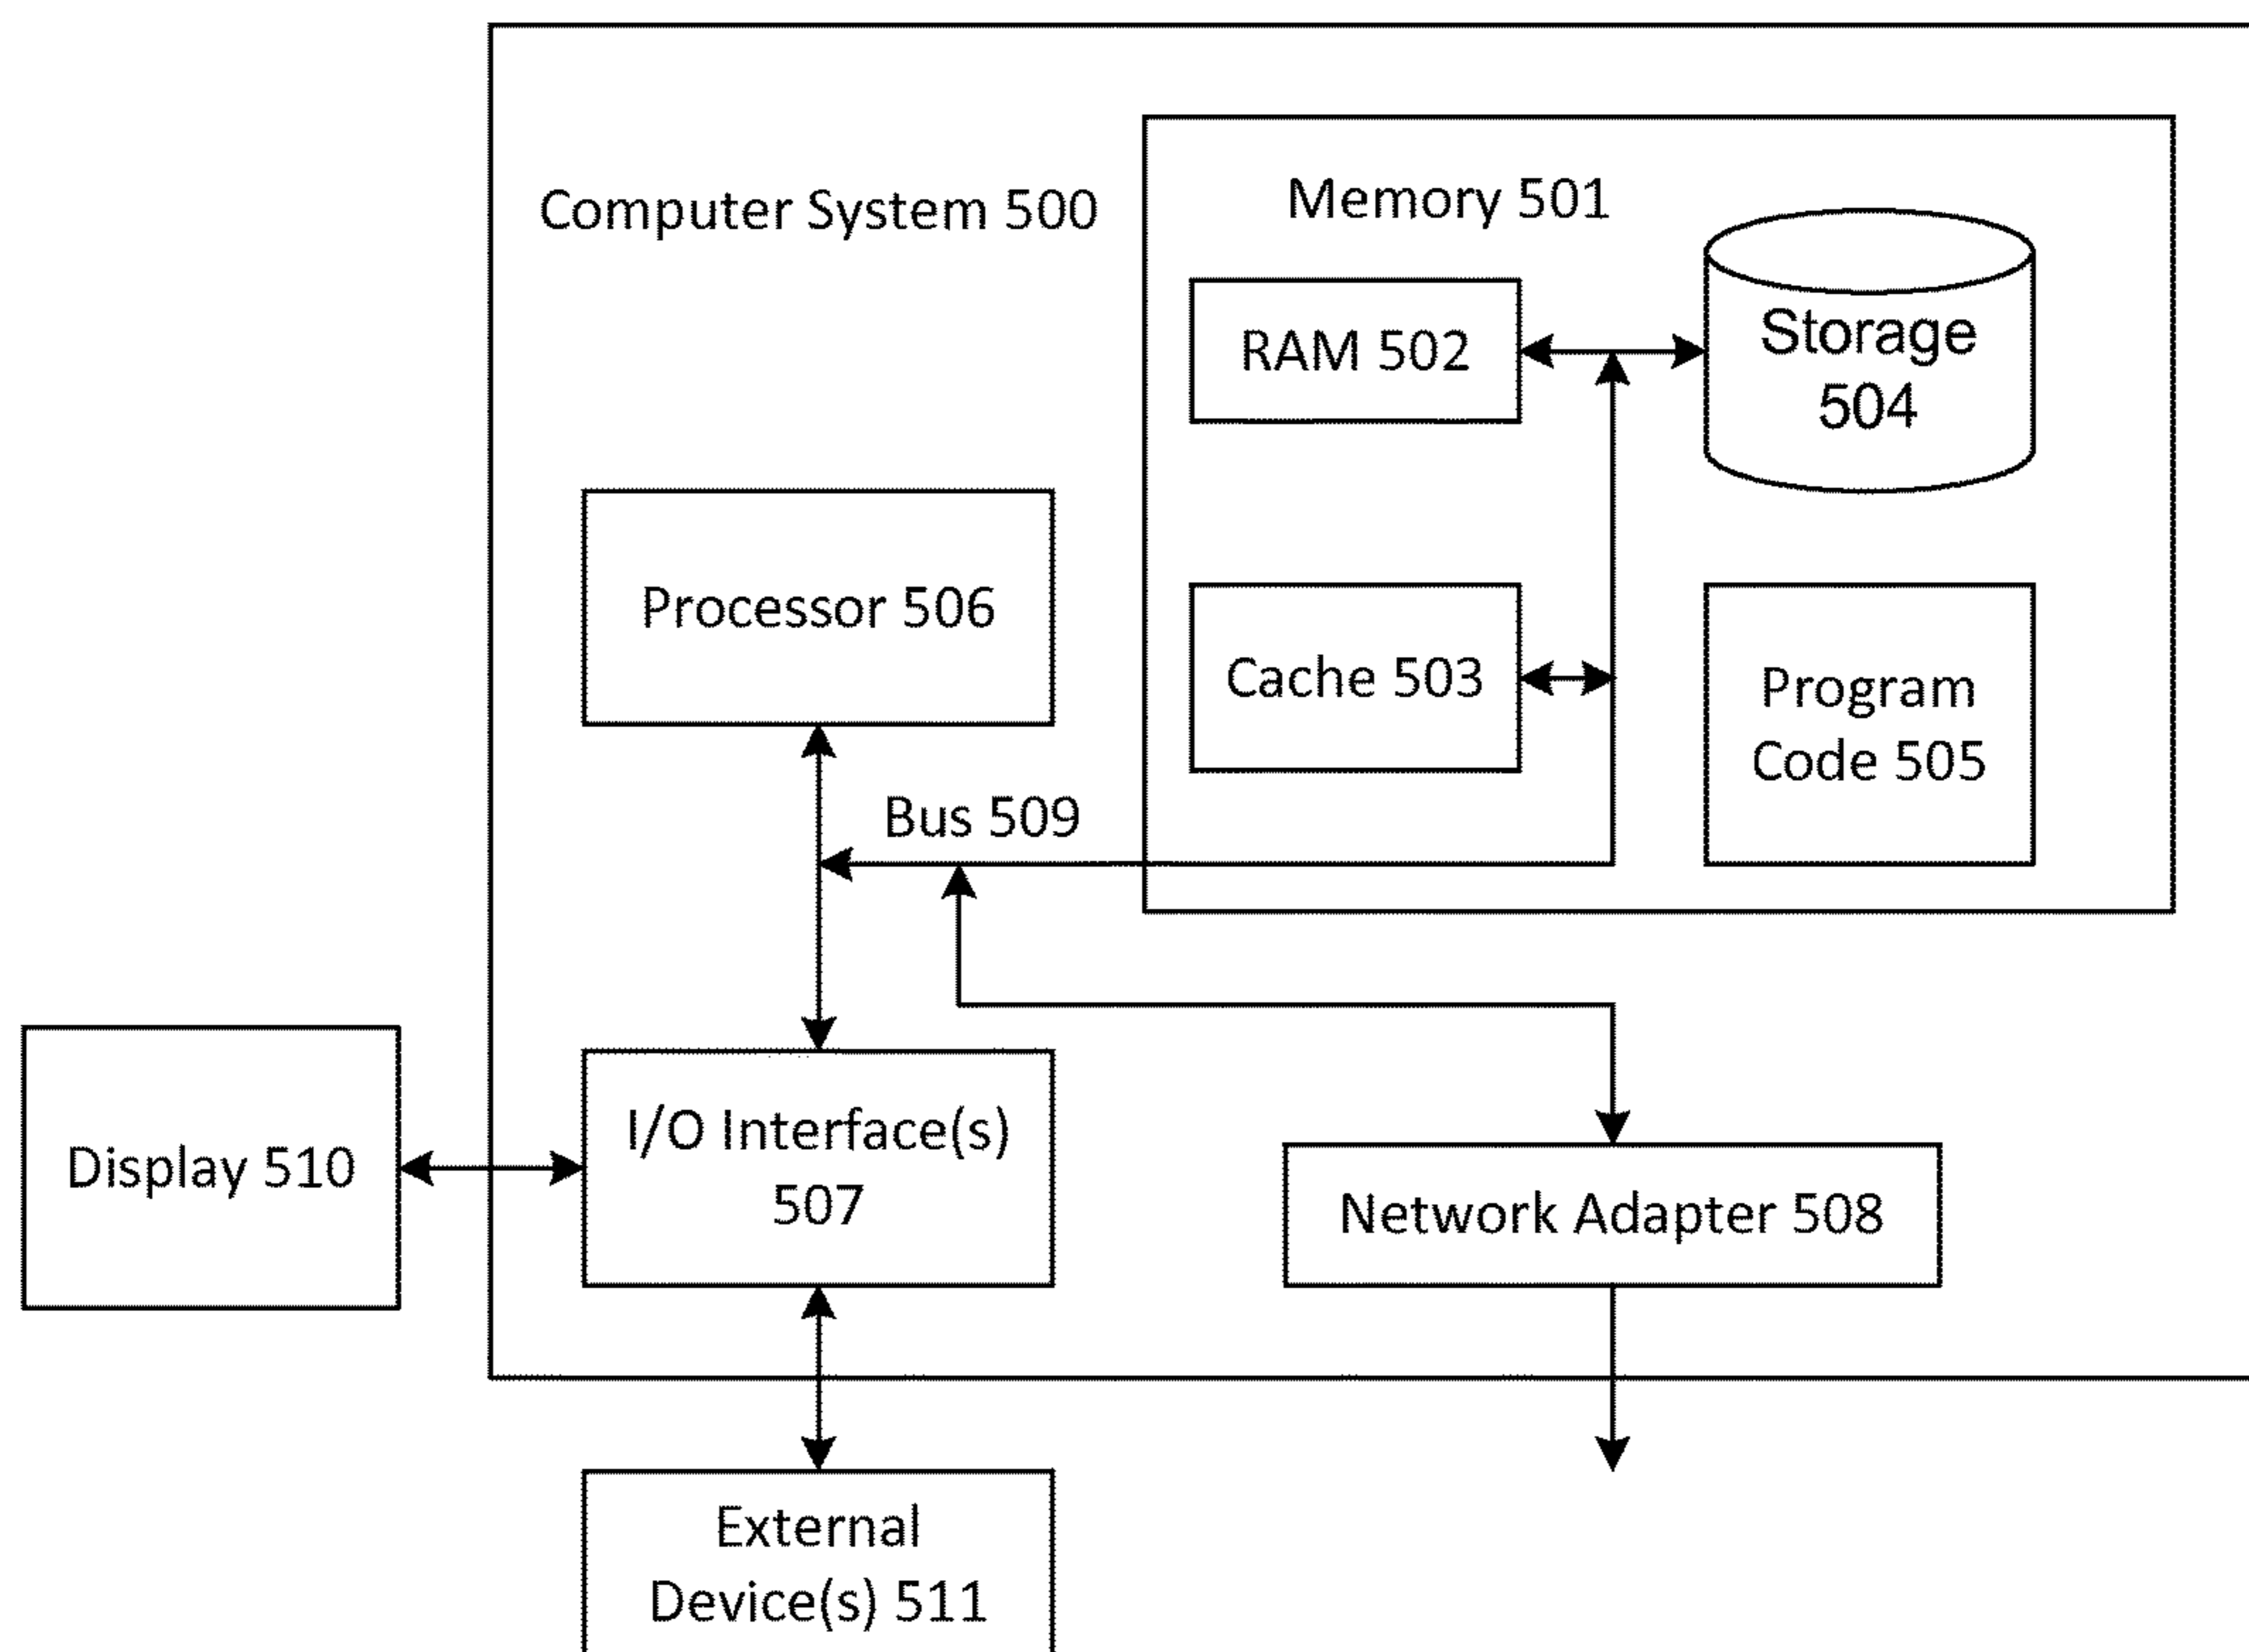 Computer System 500
Memory 501
RAM 502
Storage
504
Processor 506
Cache 503
Program
Code 505
Bus 509
Display 510
I/O Interface(s)
507
Network Adapter 508
External
Device(s) 511